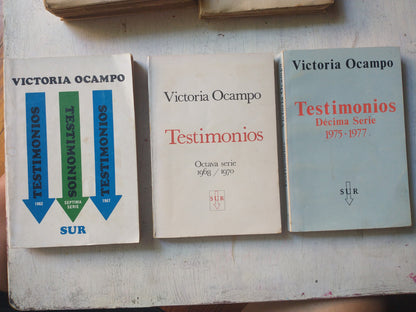 VICTORIA OCAMPO
TESTIMONIOS
TESTIMONIOS
TESTIMONIOS
1962
SEPTIMA
SERIE
1967
SUR
Victoria Ocampo
Testimonios
Octava serie
1968 / 1970
SUR
Victoria Ocampo
Testimonios
Décima Serie
1975 - 1977
SUR